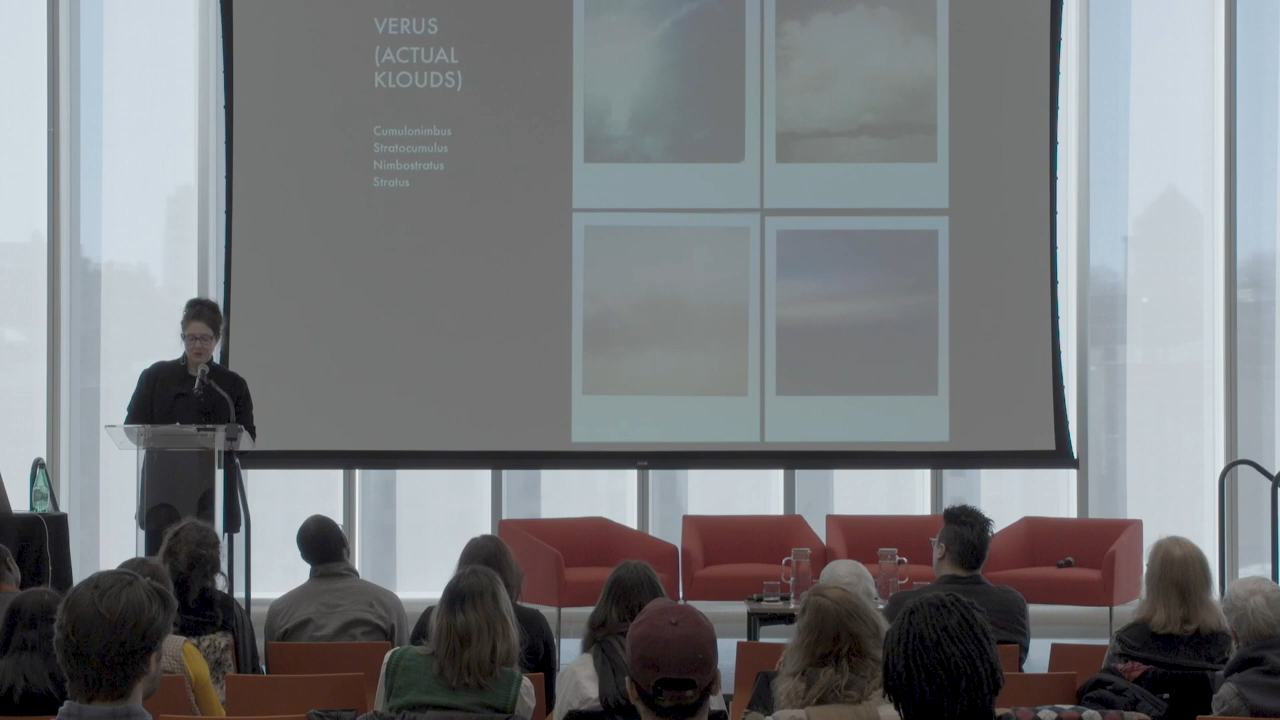 VERUS
(ACTUAL
KLOUDS)
Cumulonimbus
Stratocumulus
Nimbostratus
Stratus